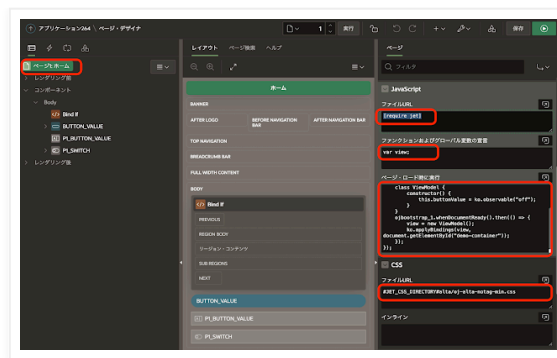 アプリケーション264 \ ページ・デザイナ
1
実行
保存
ページ1: ホーム
レンダリング前
コンポーネント
Body
Bind If
BUTTON_VALUE
P1_BUTTON_VALUE
P1_SWITCH
レンダリング後
レイアウト ページ検索 ヘルプ
ホーム
BANNER
AFTER LOGO
BEFORE NAVIGATION BAR
AFTER NAVIGATION BAR
TOP NAVIGATION
BREADCRUMB BAR
FULL WIDTH CONTENT
BODY
Bind If
PREVIOUS
REGION BODY
リージョン・コンテンツ
SUB REGIONS
NEXT
BUTTON_VALUE
P1_BUTTON_VALUE
P1_SWITCH
ページ
フィルタ
JavaScript
ファイルURL
[require jet]
ファンクションおよびグローバル変数の宣言
var view;
ページ・ロード時に実行
class ViewModel {
constructor() {
this.buttonValue = ko.observable("off");
}
}
ojbootstrap_1.whenDocumentReady().then(() => {
view = new ViewModel();
ko.applyBindings(view,
document.getElementById("demo-container"));
});
});
CSS
ファイルURL
#JET_CSS_DIRECTORY#alta/oj-alta-notag-min.css
インライン